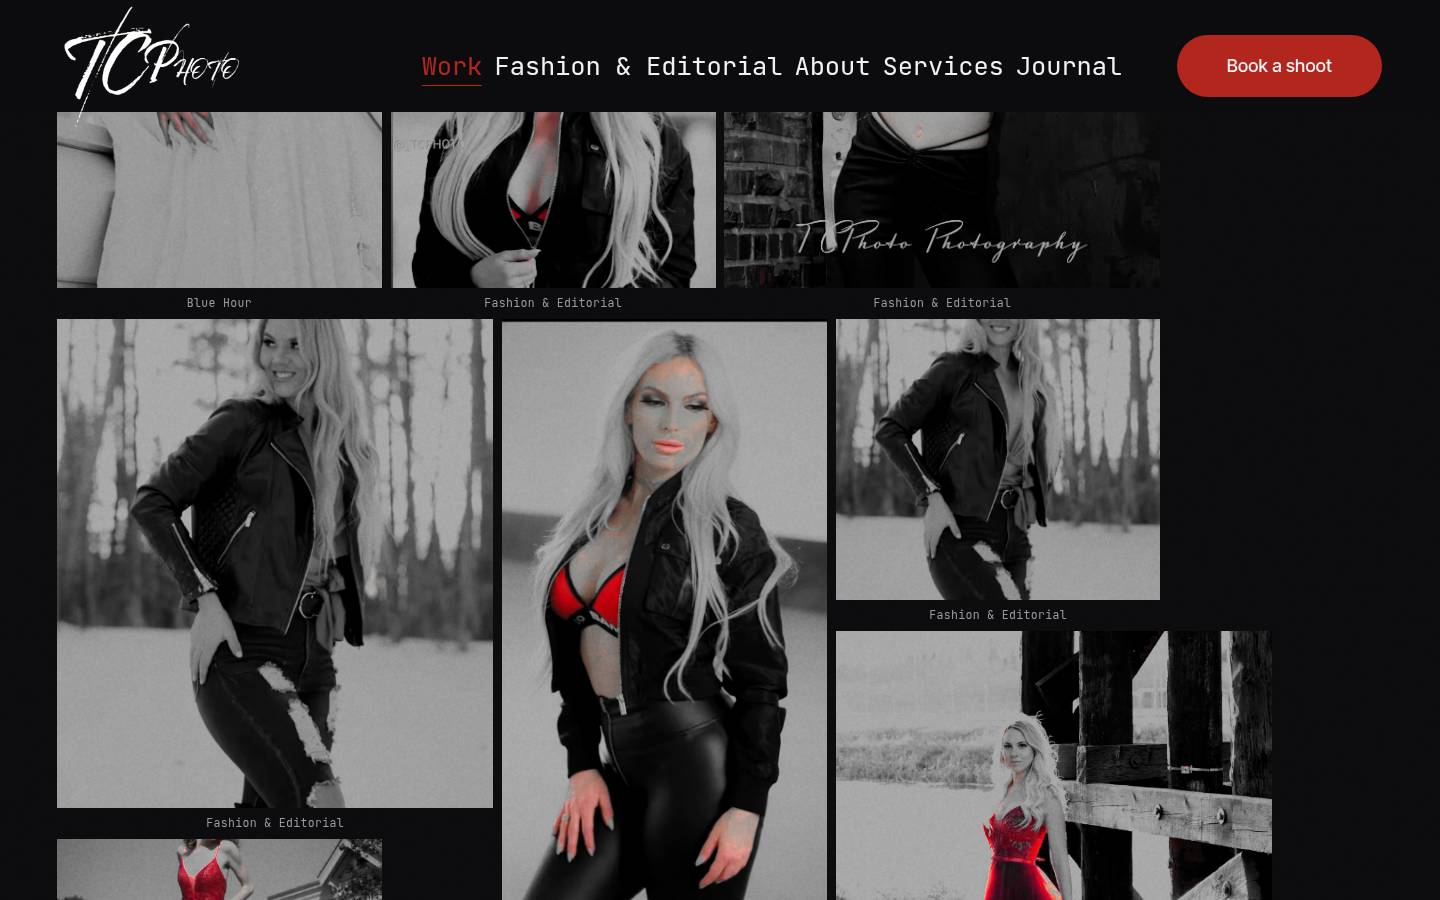 TCPHOTO
Work Fashion & Editorial About Services Journal
Book a shoot
TCPhoto Photography
Blue Hour
Fashion & Editorial
Fashion & Editorial
Fashion & Editorial
Fashion & Editorial